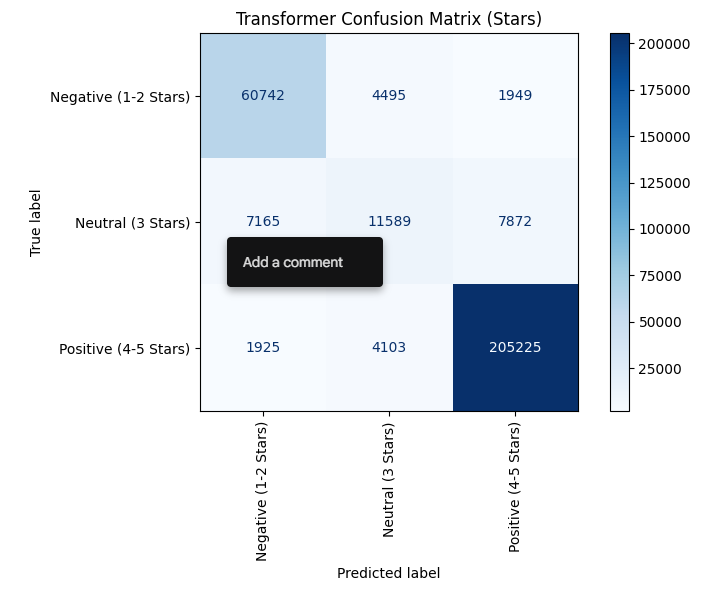 Transformer Confusion Matrix (Stars)
200000
Negative (1-2 Stars)
60742
4495
1949
175000
150000
125000
True label
Neutral (3 Stars)
7165
11589
7872
100000
Add a comment
75000
50000
Positive (4-5 Stars)
1925
4103
205225
25000
Negative (1-2 Stars)
Neutral (3 Stars)
Positive (4-5 Stars)
Predicted label